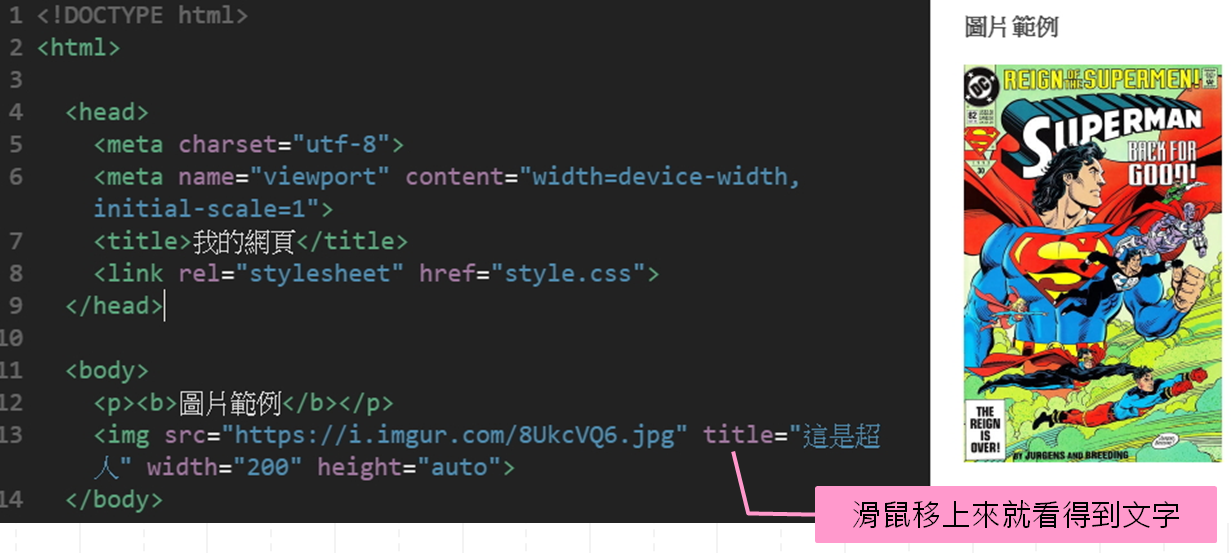 1 <!DOCTYPE html>
2 <html>
3
4 <head>
5 <meta charset="utf-8">
6 <meta name="viewport" content="width=device-width,
initial-scale=1">
7 <title>我的網頁</title>
8 <link rel="stylesheet" href="style.css">
9 </head>
10
11 <body>
12 <p><b>圖片範例</b></p>
13 <img src="https://i.imgur.com/8UkcVQ6.jpg" title="這是超
人" width="200" height="auto">
14 </body>
圖片範例
DC
REIGN OF THE SUPERMEN!
82
SUPERMAN
BACK FOR
GOOD!
30
THE
REIGN
IS
OVER!
BY JURGENS AND BREEDING
滑鼠移上來就看得到文字